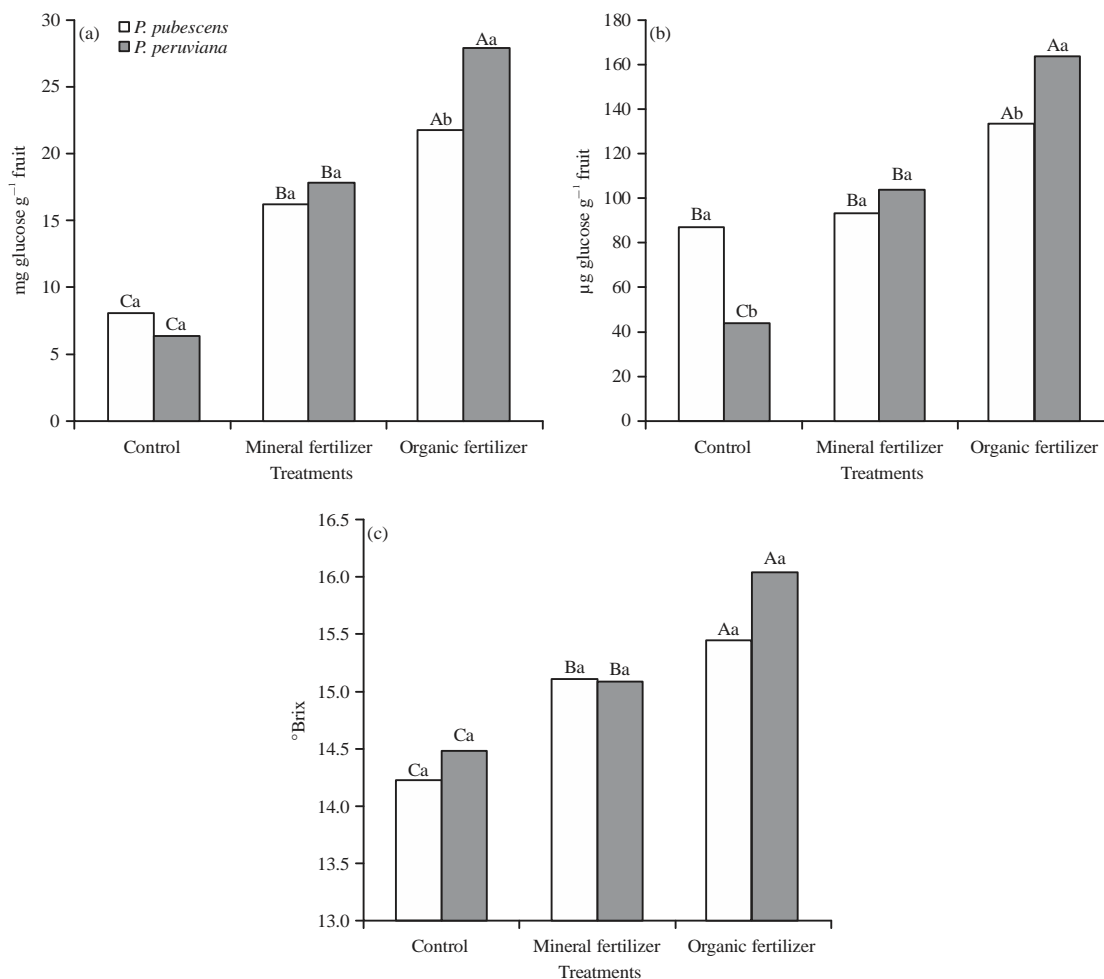 (a)
P. pubescens
P. peruviana
mg glucose g⁻¹ fruit
30
25
20
15
10
5
0
Ca
Ca
Ba
Ba
Ab
Aa
Control
Mineral fertilizer
Organic fertilizer
Treatments
(b)
µg glucose g⁻¹ fruit
180
160
140
120
100
80
60
40
20
0
Ba
Cb
Ba
Ba
Ab
Aa
Control
Mineral fertilizer
Organic fertilizer
Treatments
(c)
°Brix
16.5
16.0
15.5
15.0
14.5
14.0
13.5
13.0
Ca
Ca
Ba
Ba
Aa
Aa
Control
Mineral fertilizer
Organic fertilizer
Treatments